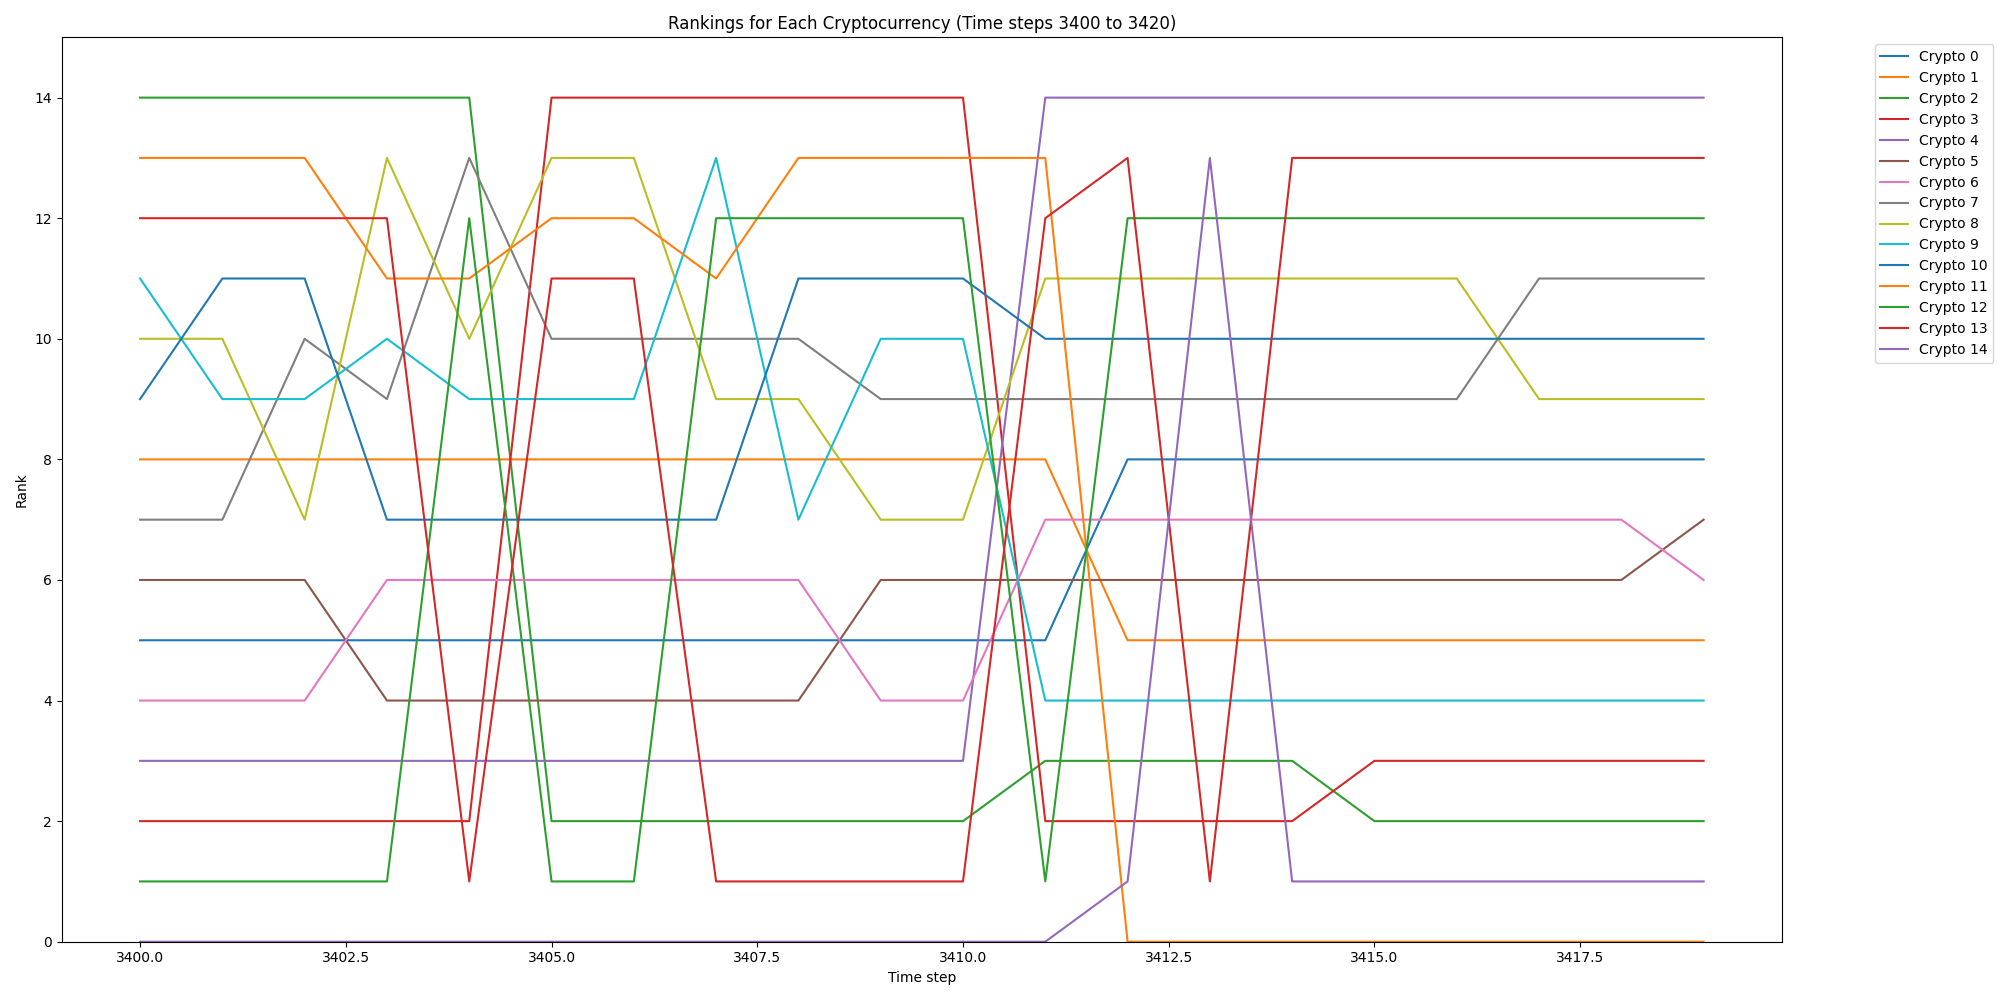 Rankings for Each Cryptocurrency (Time steps 3400 to 3420)
Crypto 0
Crypto 1
Crypto 2
Crypto 3
Crypto 4
Crypto 5
Crypto 6
Crypto 7
Crypto 8
Crypto 9
Crypto 10
Crypto 11
Crypto 12
Crypto 13
Crypto 14
Rank
14
12
10
8
6
4
2
0
3400.0 3402.5 3405.0 3407.5 3410.0 3412.5 3415.0 3417.5
Time step